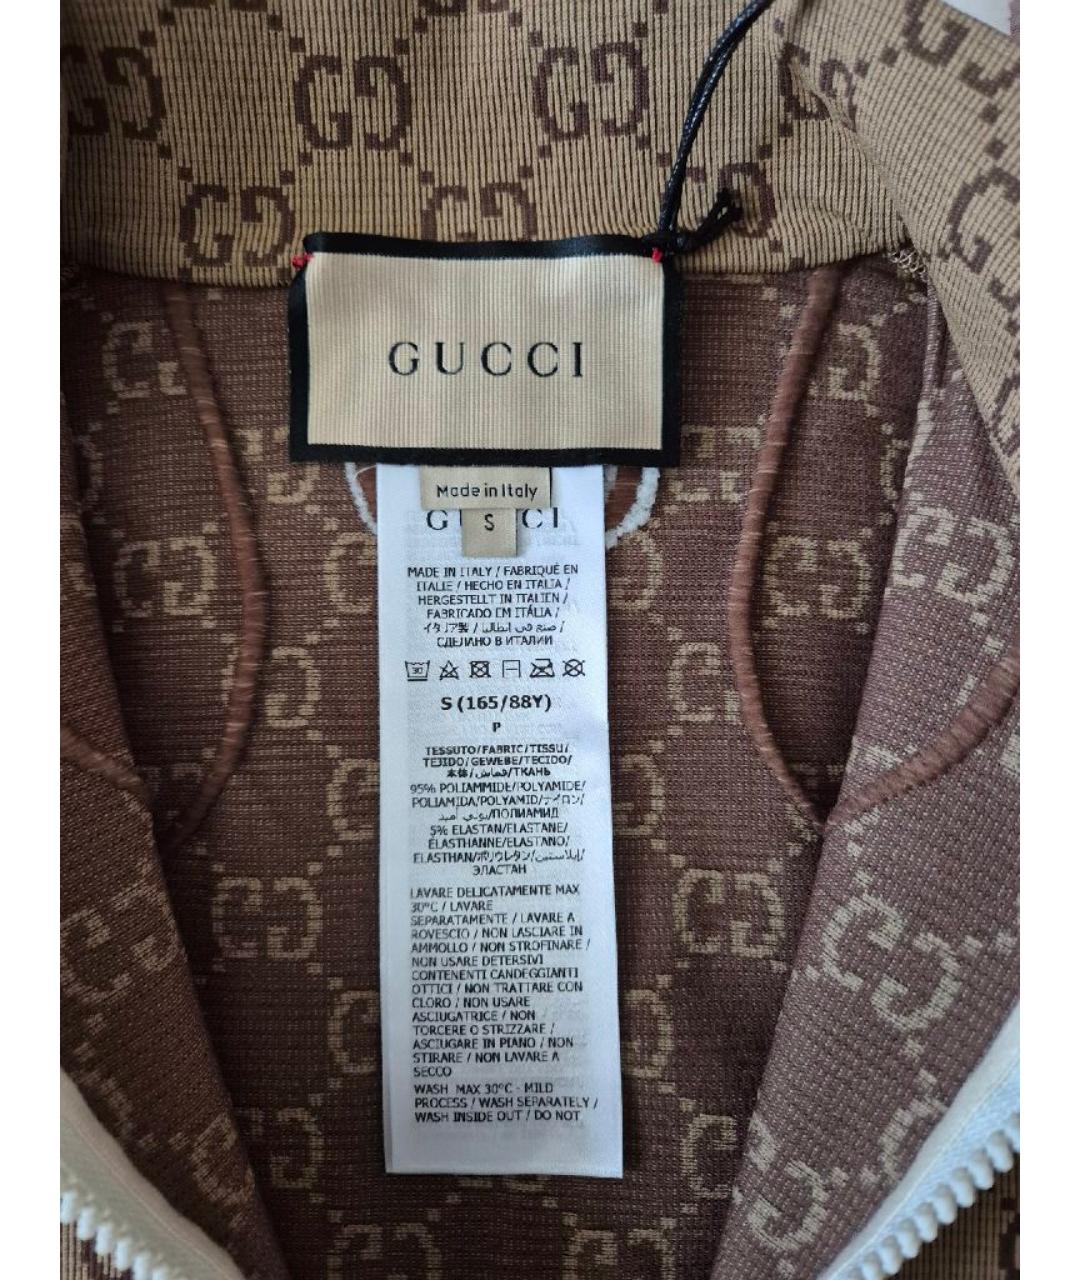 GUCCI
Made in Italy
S
MADE IN ITALY / FABRIQUÉ EN
ITALIE / HECHO EN ITALIA /
HERGESTELLT IN ITALIEN /
FABRICADO EM ITÁLIA /
イタリア製 / صنع في ايطاليا /
СДЕЛАНО В ИТАЛИИ
30
S (165/88Y)
P
TESSUTO/FABRIC/TISSU/
TEJIDO/GEWEBE/TECIDO/
本体/قماش/ТКАНЬ
95% POLIAMMIDE/POLYAMIDE/
POLIAMIDA/POLYAMID/ナイロン/
بولي أميد/ПОЛИАМИД
5% ELASTAN/ELASTANE/
ÉLASTHANNE/ELASTANO/
ELASTHAN/ポリウレタン/إيلاستين/
ЭЛАСТАН
LAVARE DELICATAMENTE MAX
30°C / LAVARE
SEPARATAMENTE / LAVARE A
ROVESCIO / NON LASCIARE IN
AMMOLLO / NON STROFINARE /
NON USARE DETERSIVI
CONTENENTI CANDEGGIANTI
OTTICI / NON TRATTARE CON
CLORO / NON USARE
ASCIUGATRICE / NON
TORCERE O STRIZZARE /
ASCIUGARE IN PIANO / NON
STIRARE / NON LAVARE A
SECCO
WASH MAX 30°C - MILD
PROCESS / WASH SEPARATELY /
WASH INSIDE OUT / DO NOT